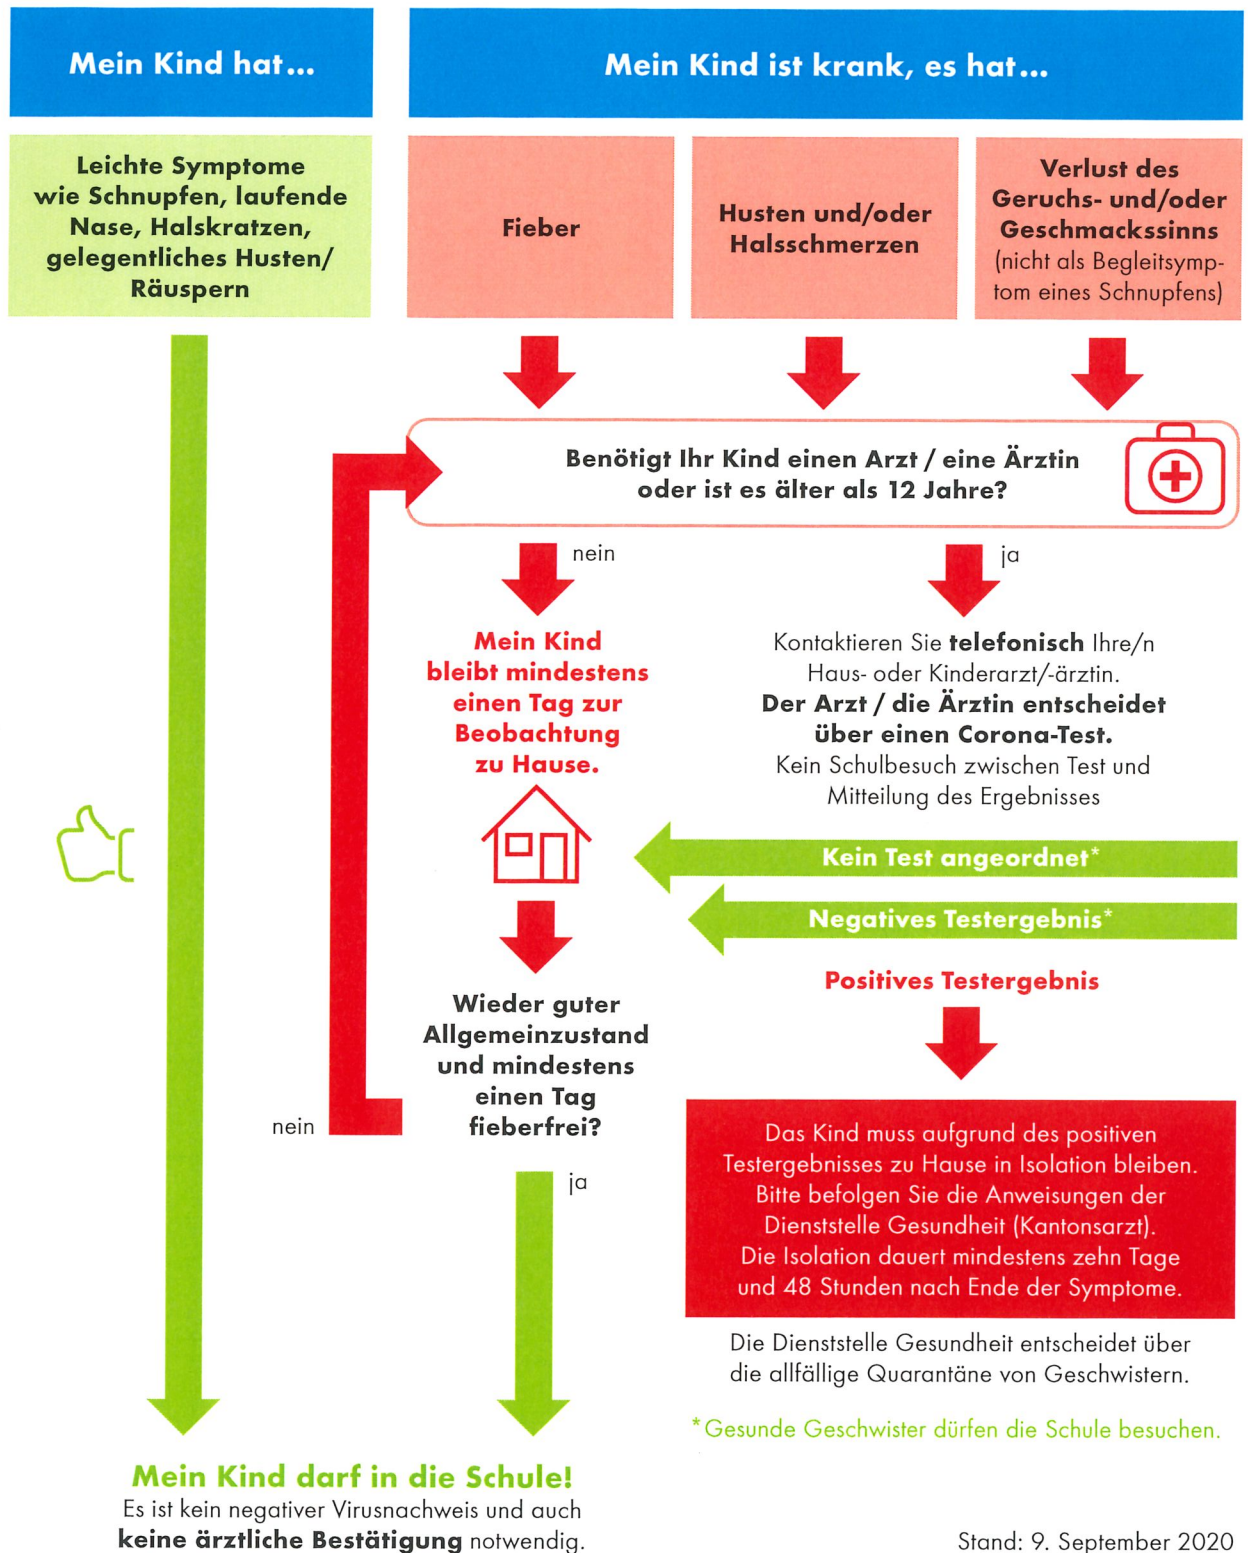 Mein Kind hat...
Mein Kind ist krank, es hat...
Leichte Symptome
wie Schnupfen, laufende
Nase, Halskratzen,
gelegentliches Husten/
Räuspern
Fieber
Husten und/oder
Halsschmerzen
Verlust des
Geruchs- und/oder
Geschmackssinns
(nicht als Begleitsymp-
tom eines Schnupfens)
Benötigt Ihr Kind einen Arzt / eine Ärztin
oder ist es älter als 12 Jahre?
nein
ja
Mein Kind
bleibt mindestens
einen Tag zur
Beobachtung
zu Hause.
Kontaktieren Sie telefonisch Ihre/n
Haus- oder Kinderarzt/-ärztin.
Der Arzt / die Ärztin entscheidet
über einen Corona-Test.
Kein Schulbesuch zwischen Test und
Mitteilung des Ergebnisses
Kein Test angeordnet*
Negatives Testergebnis*
Positives Testergebnis
Wieder guter
Allgemeinzustand
und mindestens
einen Tag
fieberfrei?
nein
ja
Das Kind muss aufgrund des positiven
Testergebnisses zu Hause in Isolation bleiben.
Bitte befolgen Sie die Anweisungen der
Dienststelle Gesundheit (Kantonsarzt).
Die Isolation dauert mindestens zehn Tage
und 48 Stunden nach Ende der Symptome.
Die Dienststelle Gesundheit entscheidet über
die allfällige Quarantäne von Geschwistern.
*Gesunde Geschwister dürfen die Schule besuchen.
Mein Kind darf in die Schule!
Es ist kein negativer Virusnachweis und auch
keine ärztliche Bestätigung notwendig.
Stand: 9. September 2020